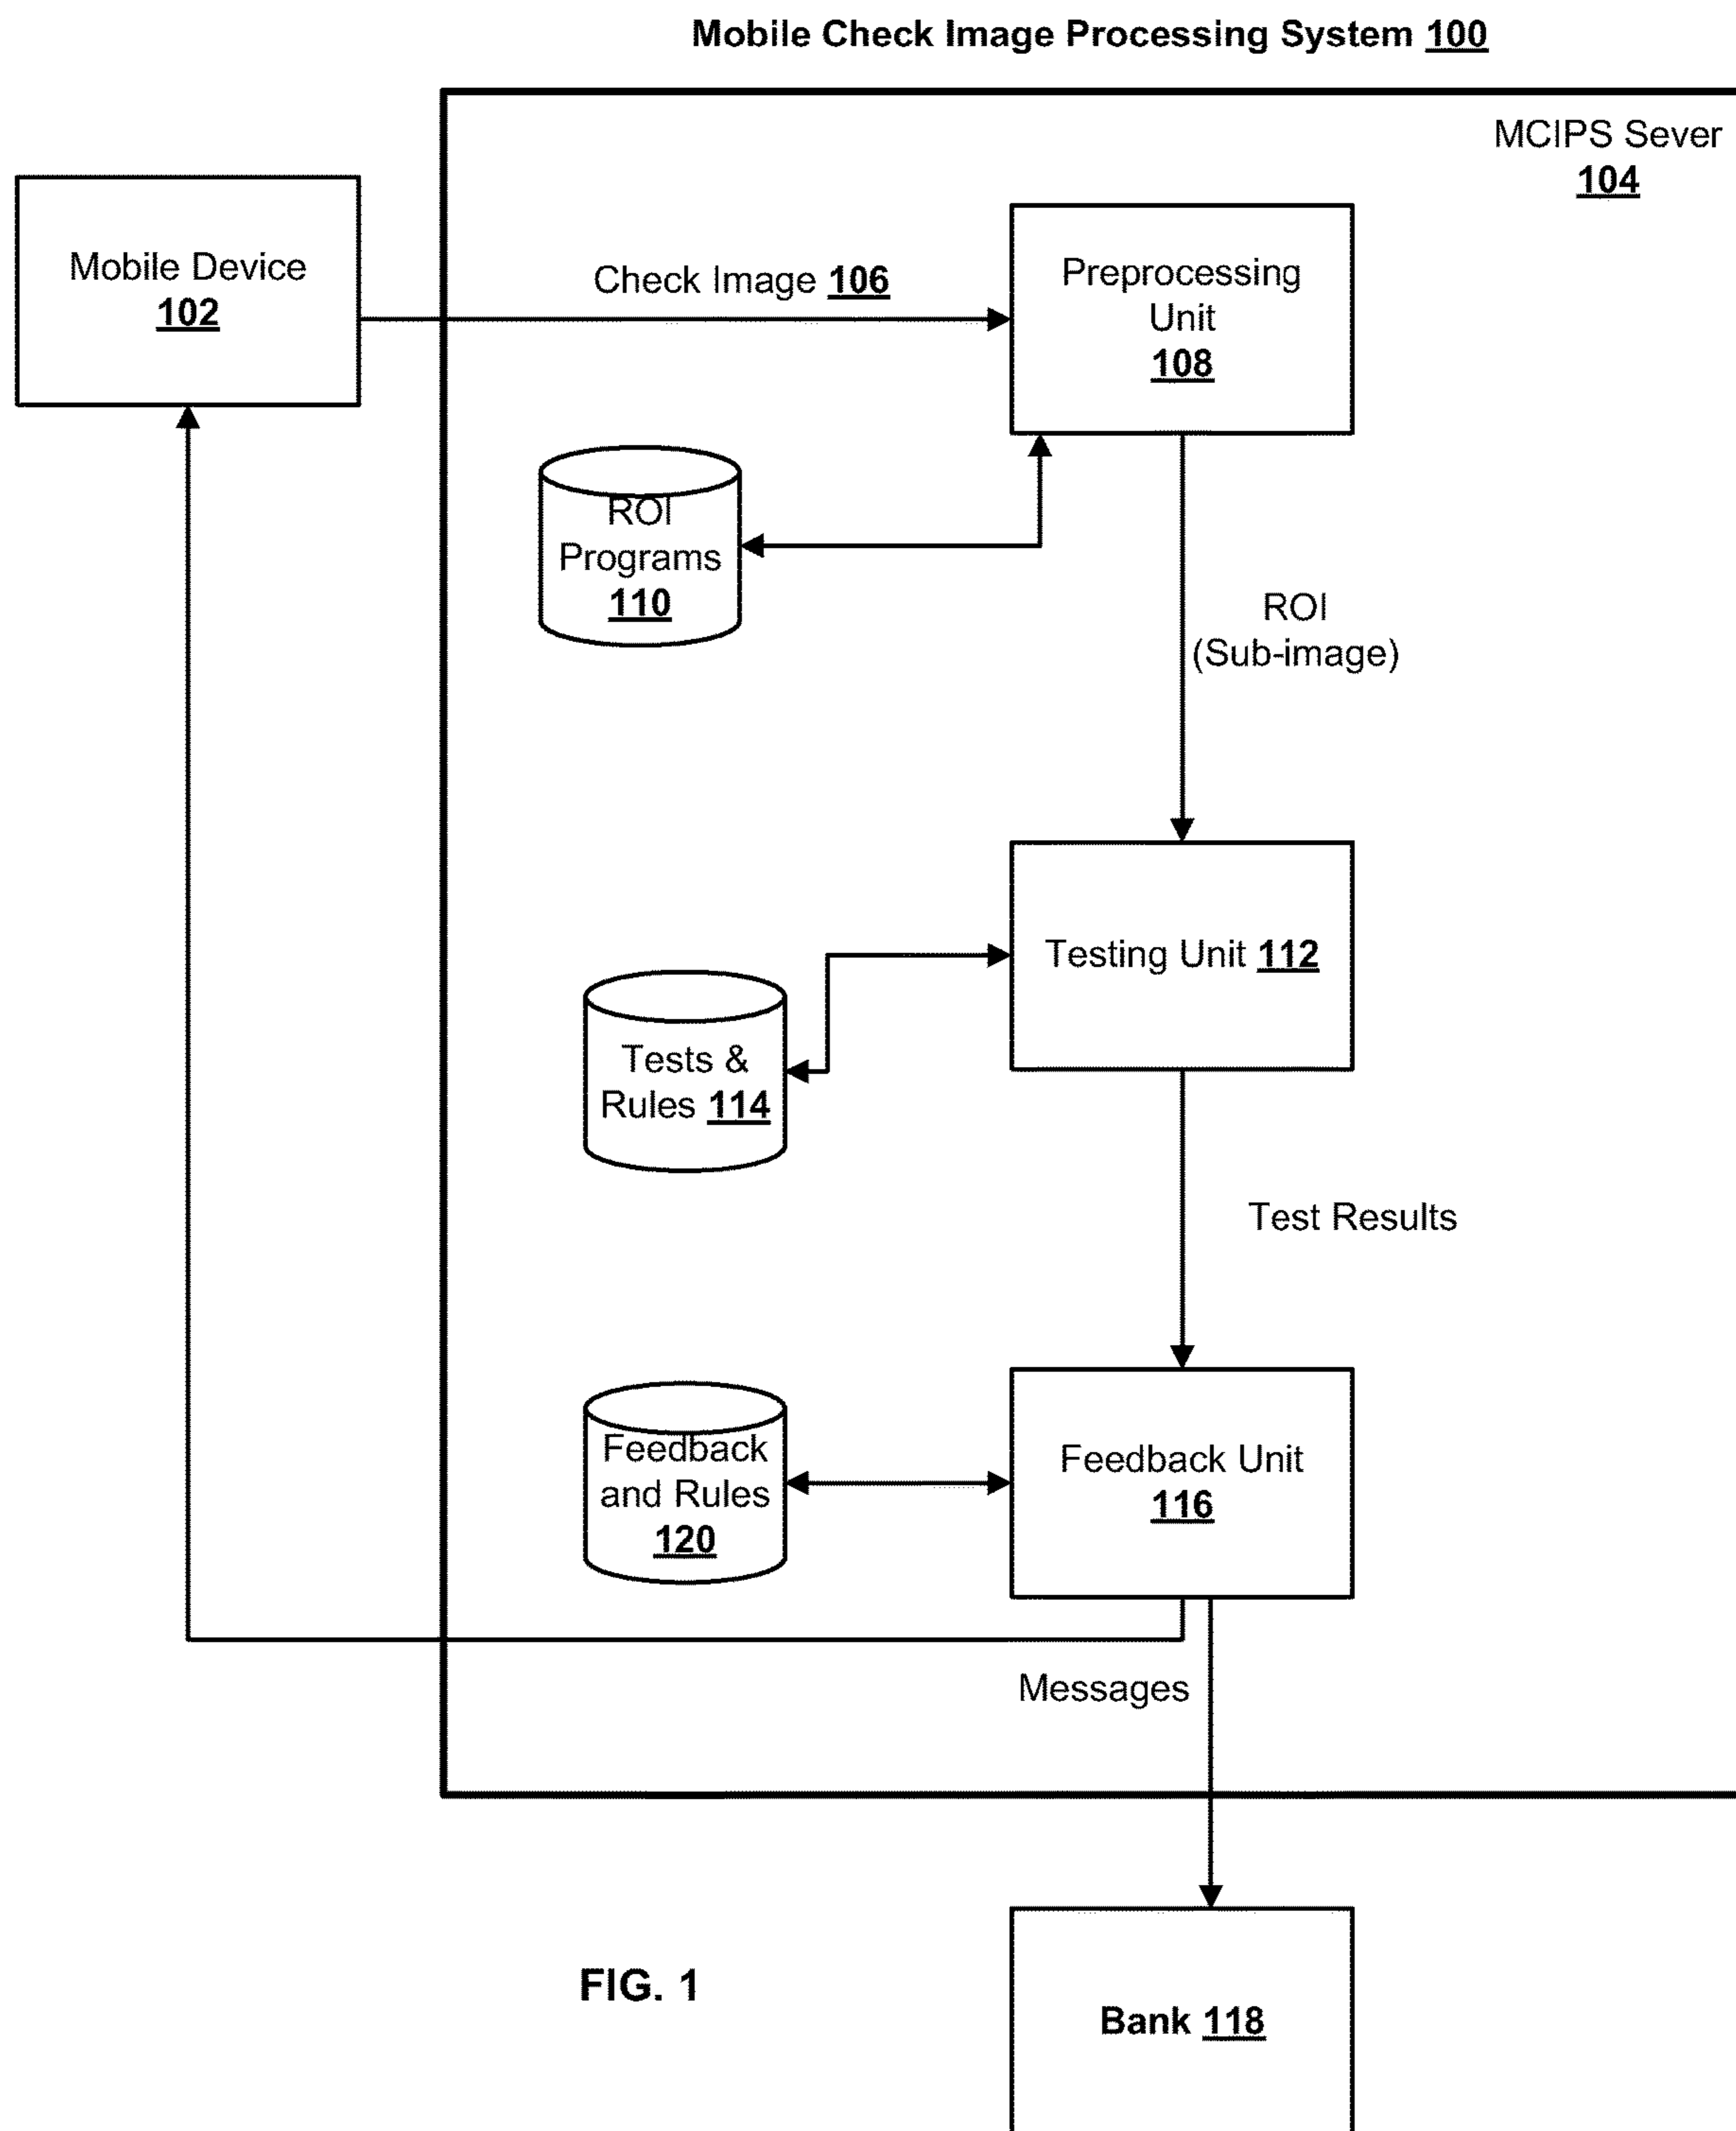 Mobile Check Image Processing System 100
MCIPS Sever
104
Mobile Device
102
Check Image 106
Preprocessing
Unit
108
ROI
Programs
110
ROI
(Sub-image)
Testing Unit 112
Tests &
Rules 114
Test Results
Feedback
and Rules
120
Feedback Unit
116
Messages
FIG. 1
Bank 118